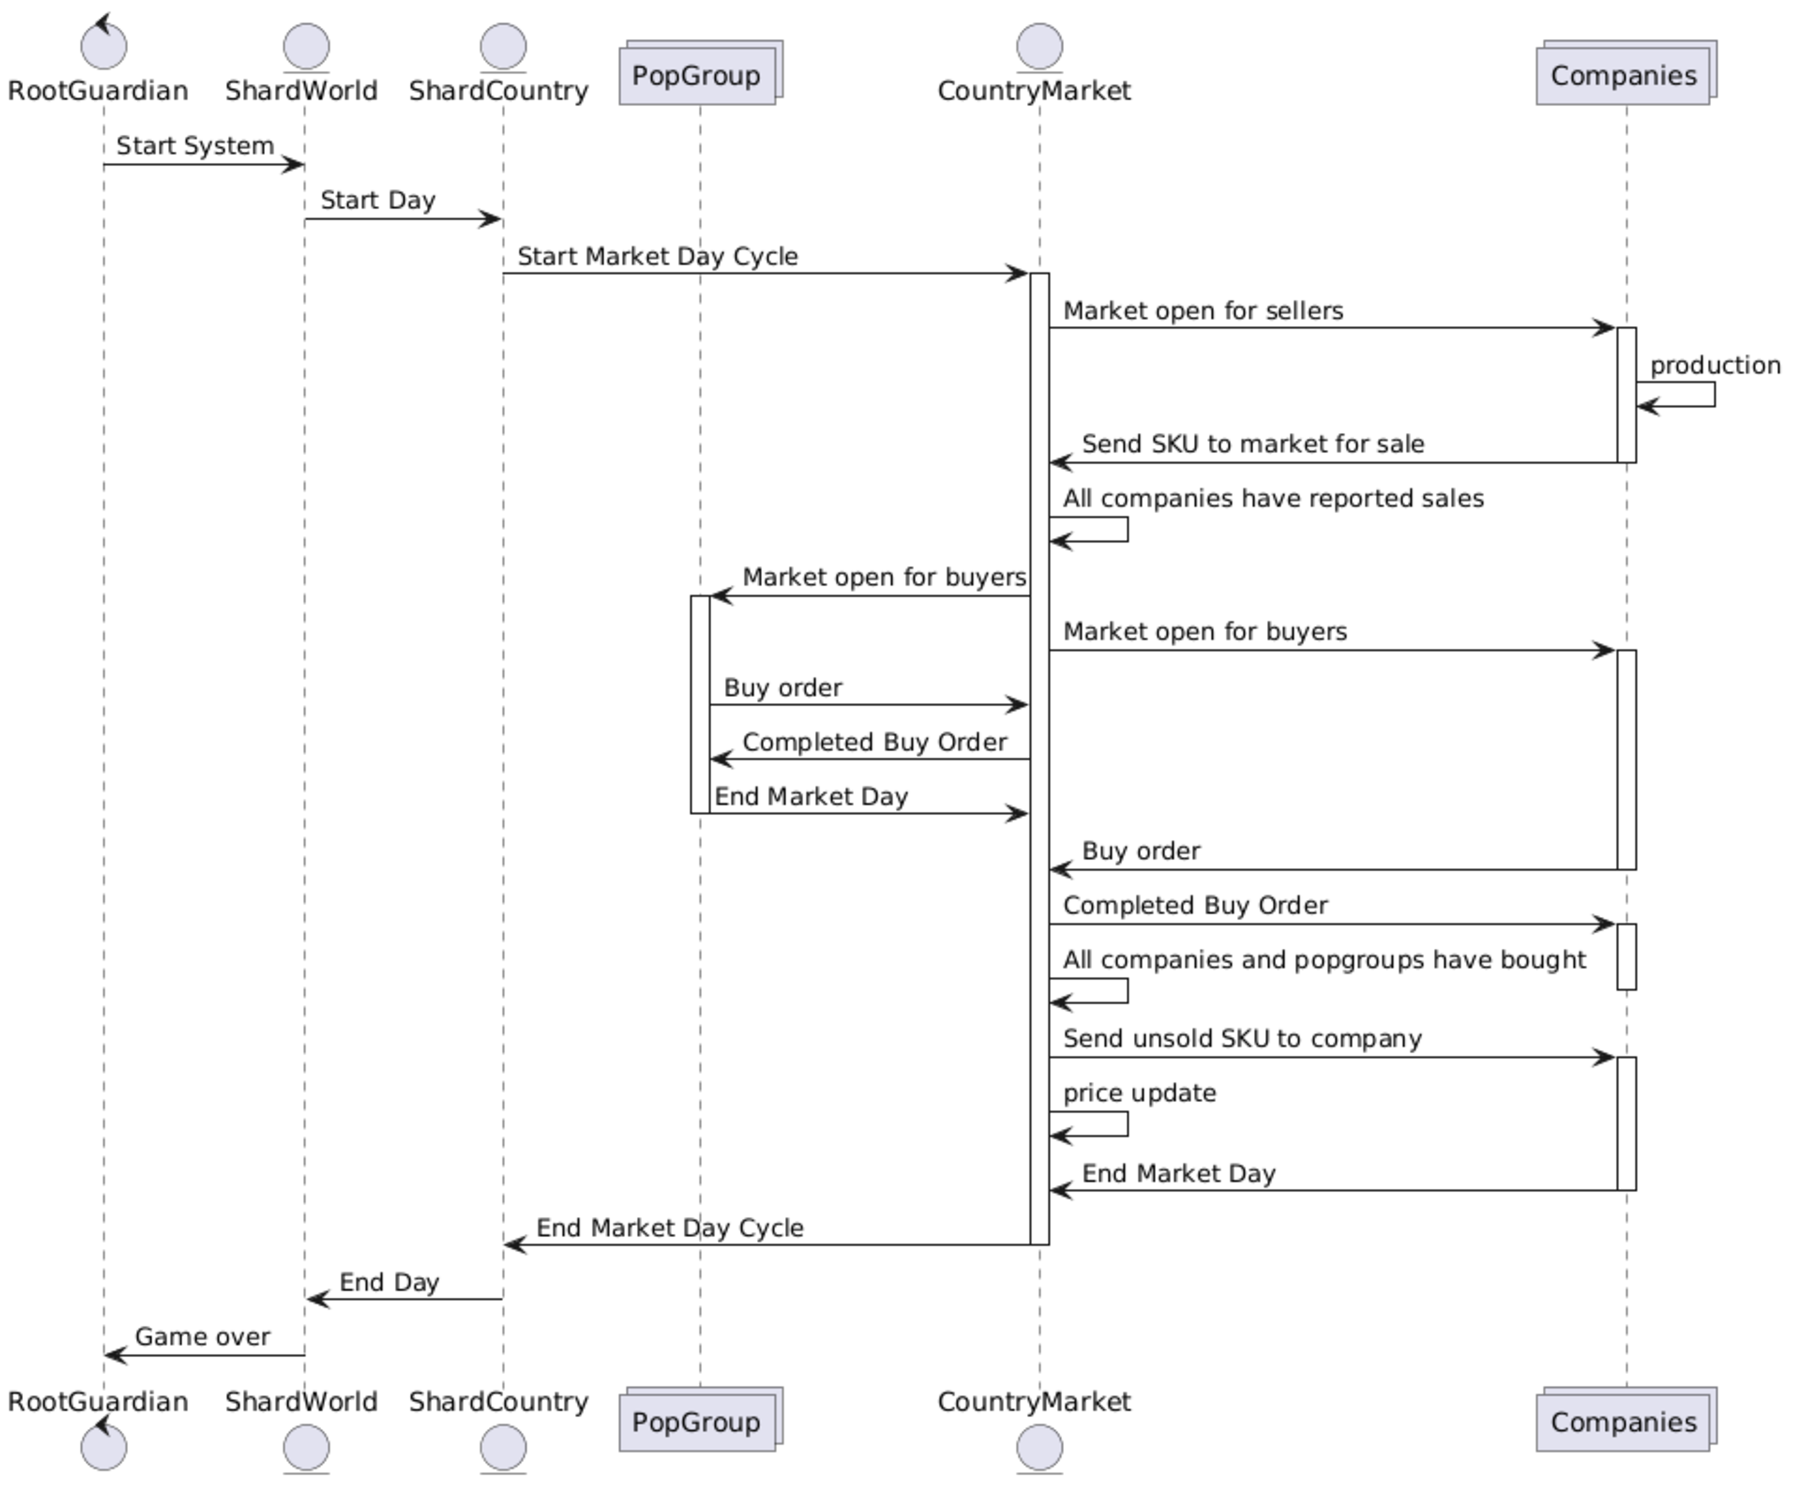 RootGuardian
ShardWorld
ShardCountry
PopGroup
CountryMarket
Companies
Start System
Start Day
Start Market Day Cycle
Market open for sellers
production
Send SKU to market for sale
All companies have reported sales
Market open for buyers
Market open for buyers
Buy order
Completed Buy Order
End Market Day
Buy order
Completed Buy Order
All companies and popgroups have bought
Send unsold SKU to company
price update
End Market Day
End Market Day Cycle
End Day
Game over
RootGuardian
ShardWorld
ShardCountry
PopGroup
CountryMarket
Companies